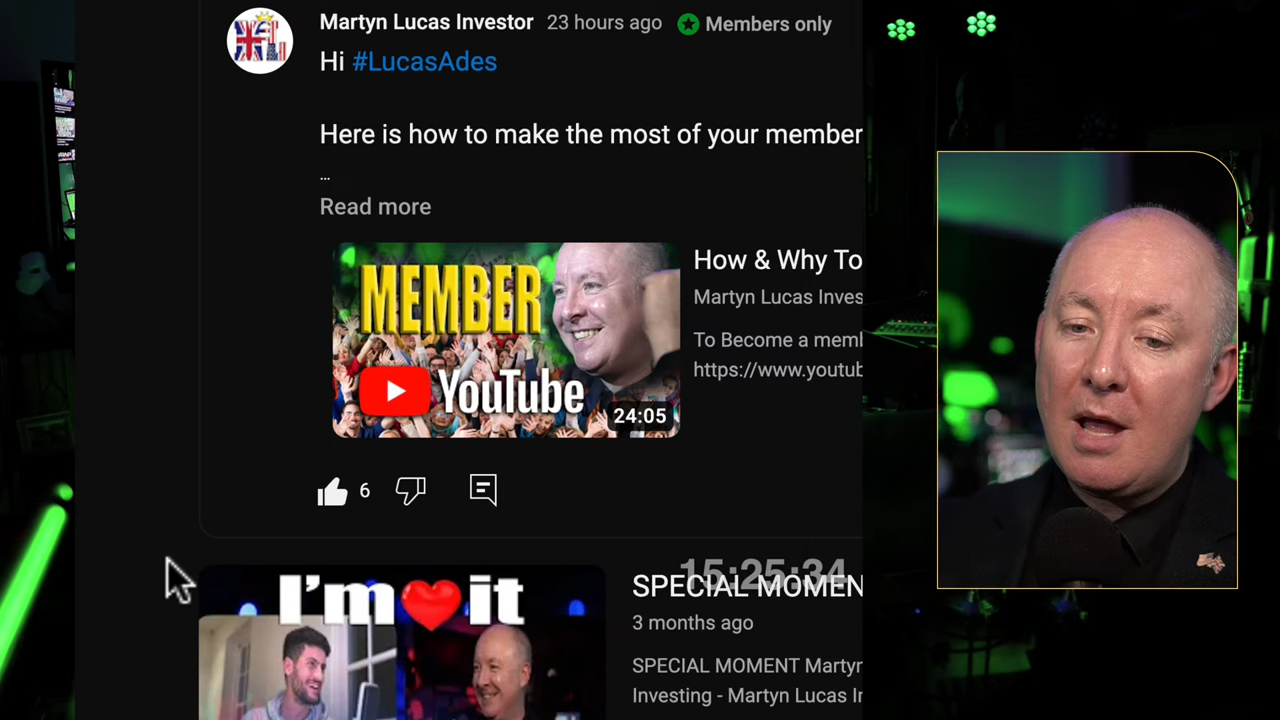 Martyn Lucas Investor 23 hours ago Members only
Hi #LucasAdes
Here is how to make the most of your member
...
Read more
MEMBER
YouTube
24:05
How & Why To
Martyn Lucas Inves
To Become a memb
https://www.youtub
6
15:25:34
I'm it
SPECIAL MOMEN
3 months ago
SPECIAL MOMENT Martyr
Investing - Martyn Lucas Ir